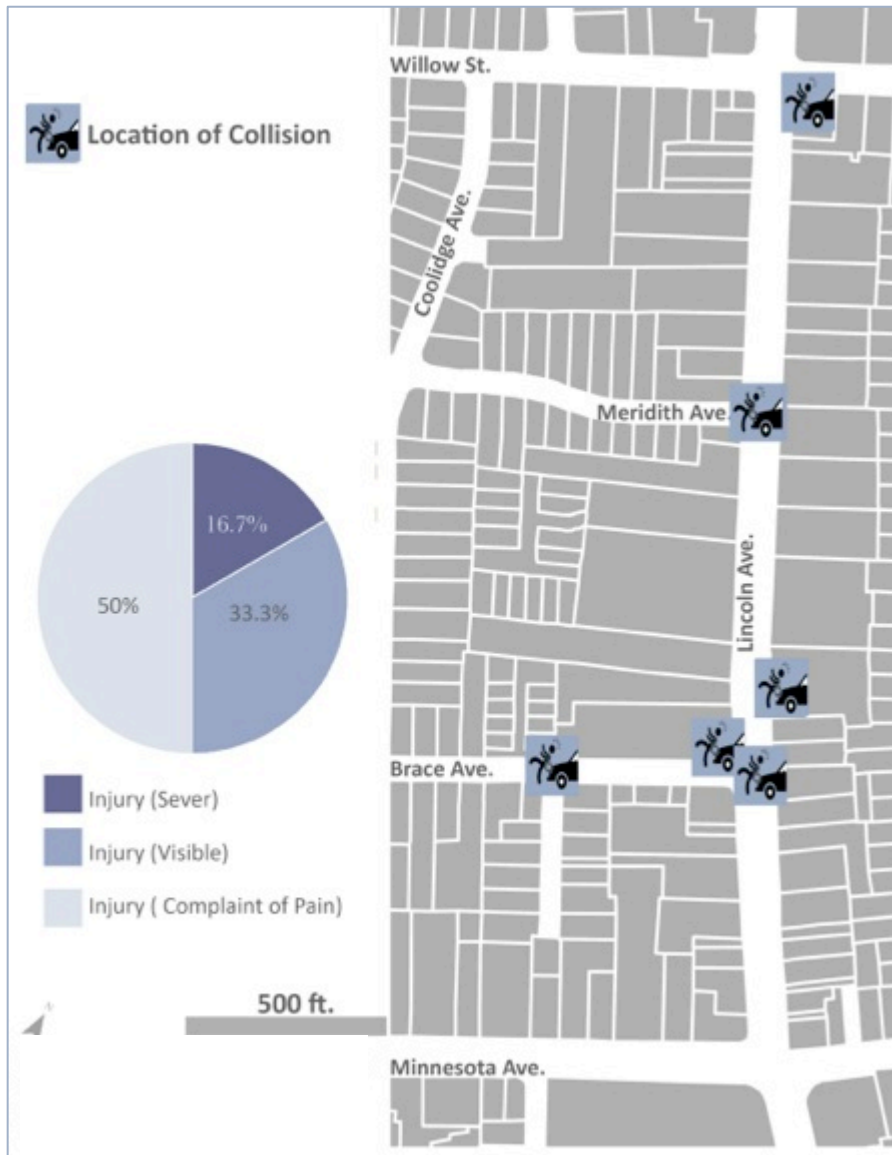 Willow St.
Location of Collision
Coolidge Ave.
Meridith Ave.
Lincoln Ave.
16.7%
50%
33.3%
Brace Ave.
Injury (Sever)
Injury (Visible)
Injury ( Complaint of Pain)
N
500 ft.
Minnesota Ave.